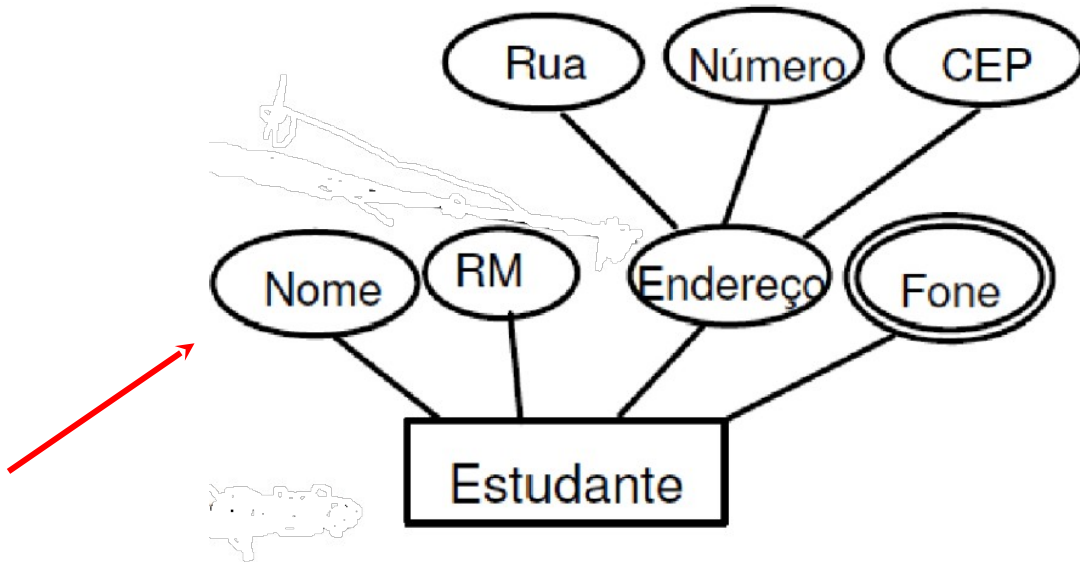 Rua
Número
CEP
Nome
RM
Endereço
Fone
Estudante